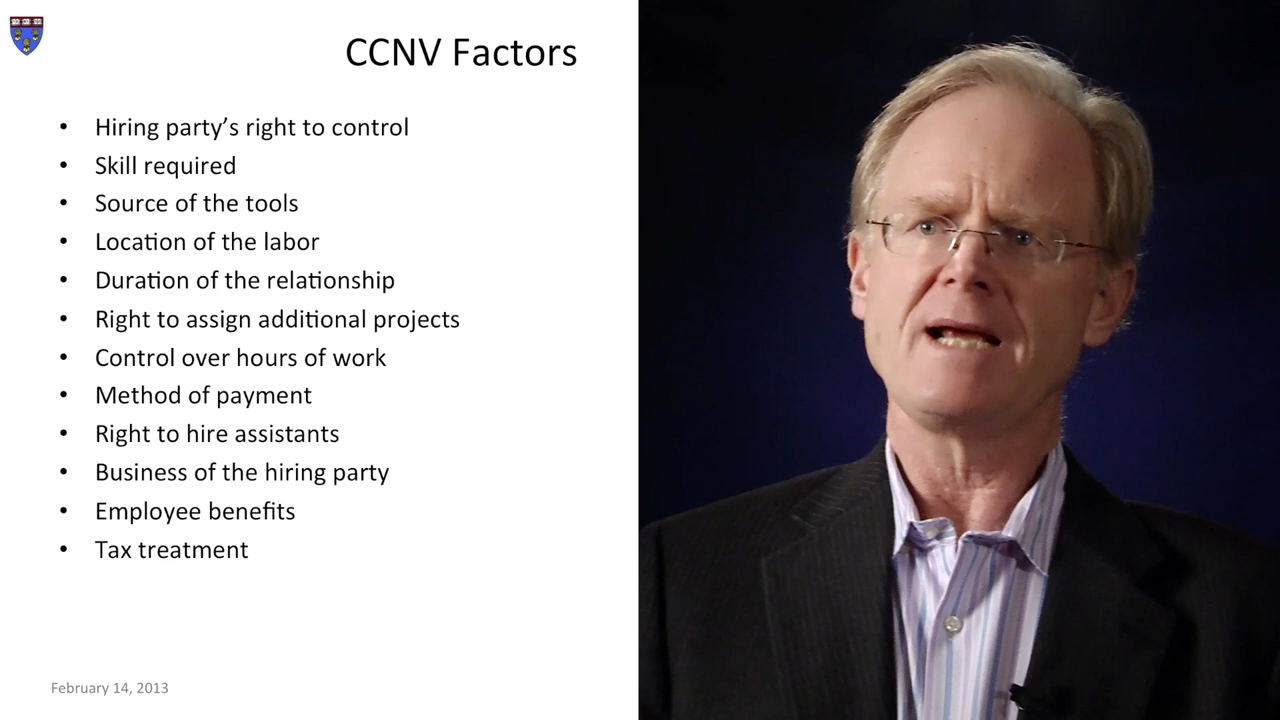 CCNV Factors
• Hiring party’s right to control
• Skill required
• Source of the tools
• Location of the labor
• Duration of the relationship
• Right to assign additional projects
• Control over hours of work
• Method of payment
• Right to hire assistants
• Business of the hiring party
• Employee benefits
• Tax treatment
February 14, 2013